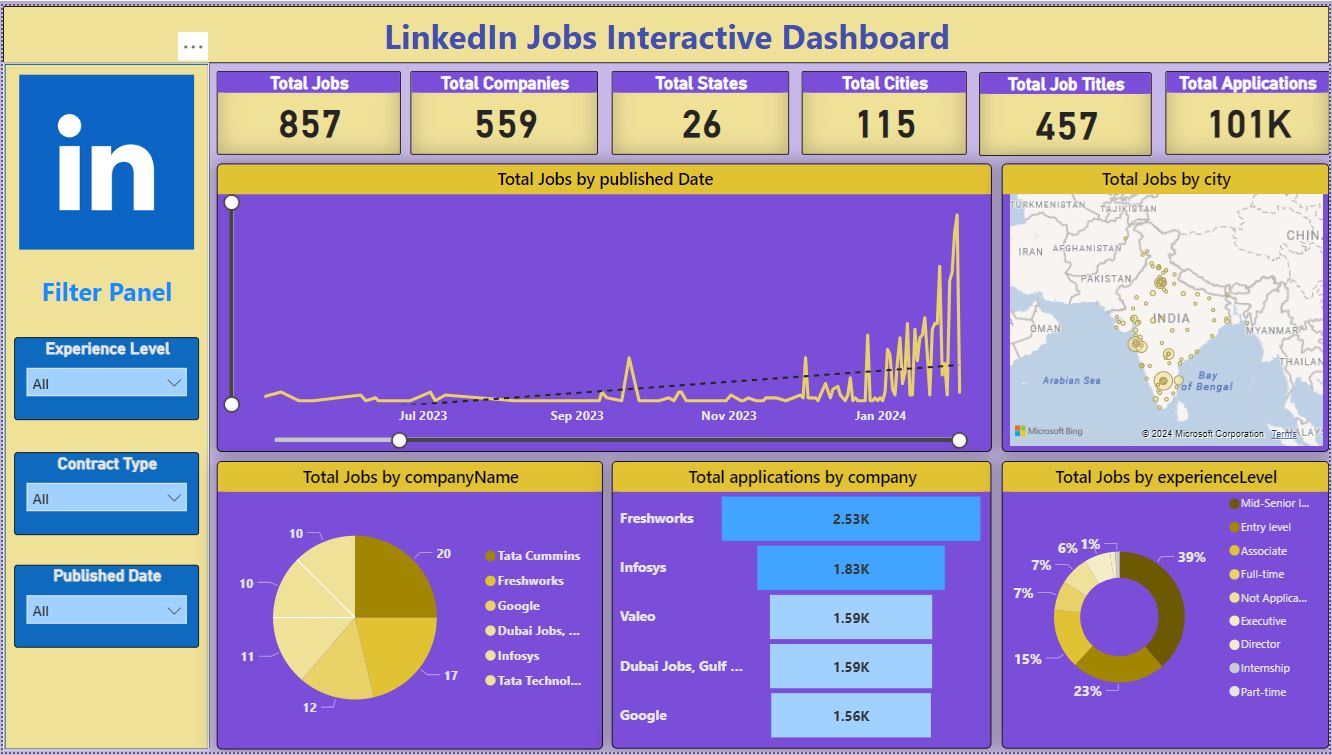 LinkedIn Jobs Interactive Dashboard
...
in
Filter Panel
Experience Level
All
Contract Type
All
Published Date
All
Total Jobs
857
Total Companies
559
Total States
26
Total Cities
115
Total Job Titles
457
Total Applications
101K
Total Jobs by published Date
Jul 2023
Sep 2023
Nov 2023
Jan 2024
Total Jobs by city
TURKMENISTAN
TAJIKISTAN
CHIN
IRAN
AFGHANISTAN
PAKISTAN
OMAN
INDIA
MYANMAR
THAILAN
Arabian Sea
Bay
of Bengal
MALAYS
Microsoft Bing
© 2024 Microsoft Corporation Terms
Total Jobs by companyName
20
17
12
11
10
10
Tata Cummins
Freshworks
Google
Dubai Jobs, ...
Infosys
Tata Technol...
Total applications by company
Freshworks 2.53K
Infosys 1.83K
Valeo 1.59K
Dubai Jobs, Gulf ... 1.59K
Google 1.56K
Total Jobs by experienceLevel
39%
23%
15%
7%
7%
6%
1%
Mid-Senior l...
Entry level
Associate
Full-time
Not Applica...
Executive
Director
Internship
Part-time